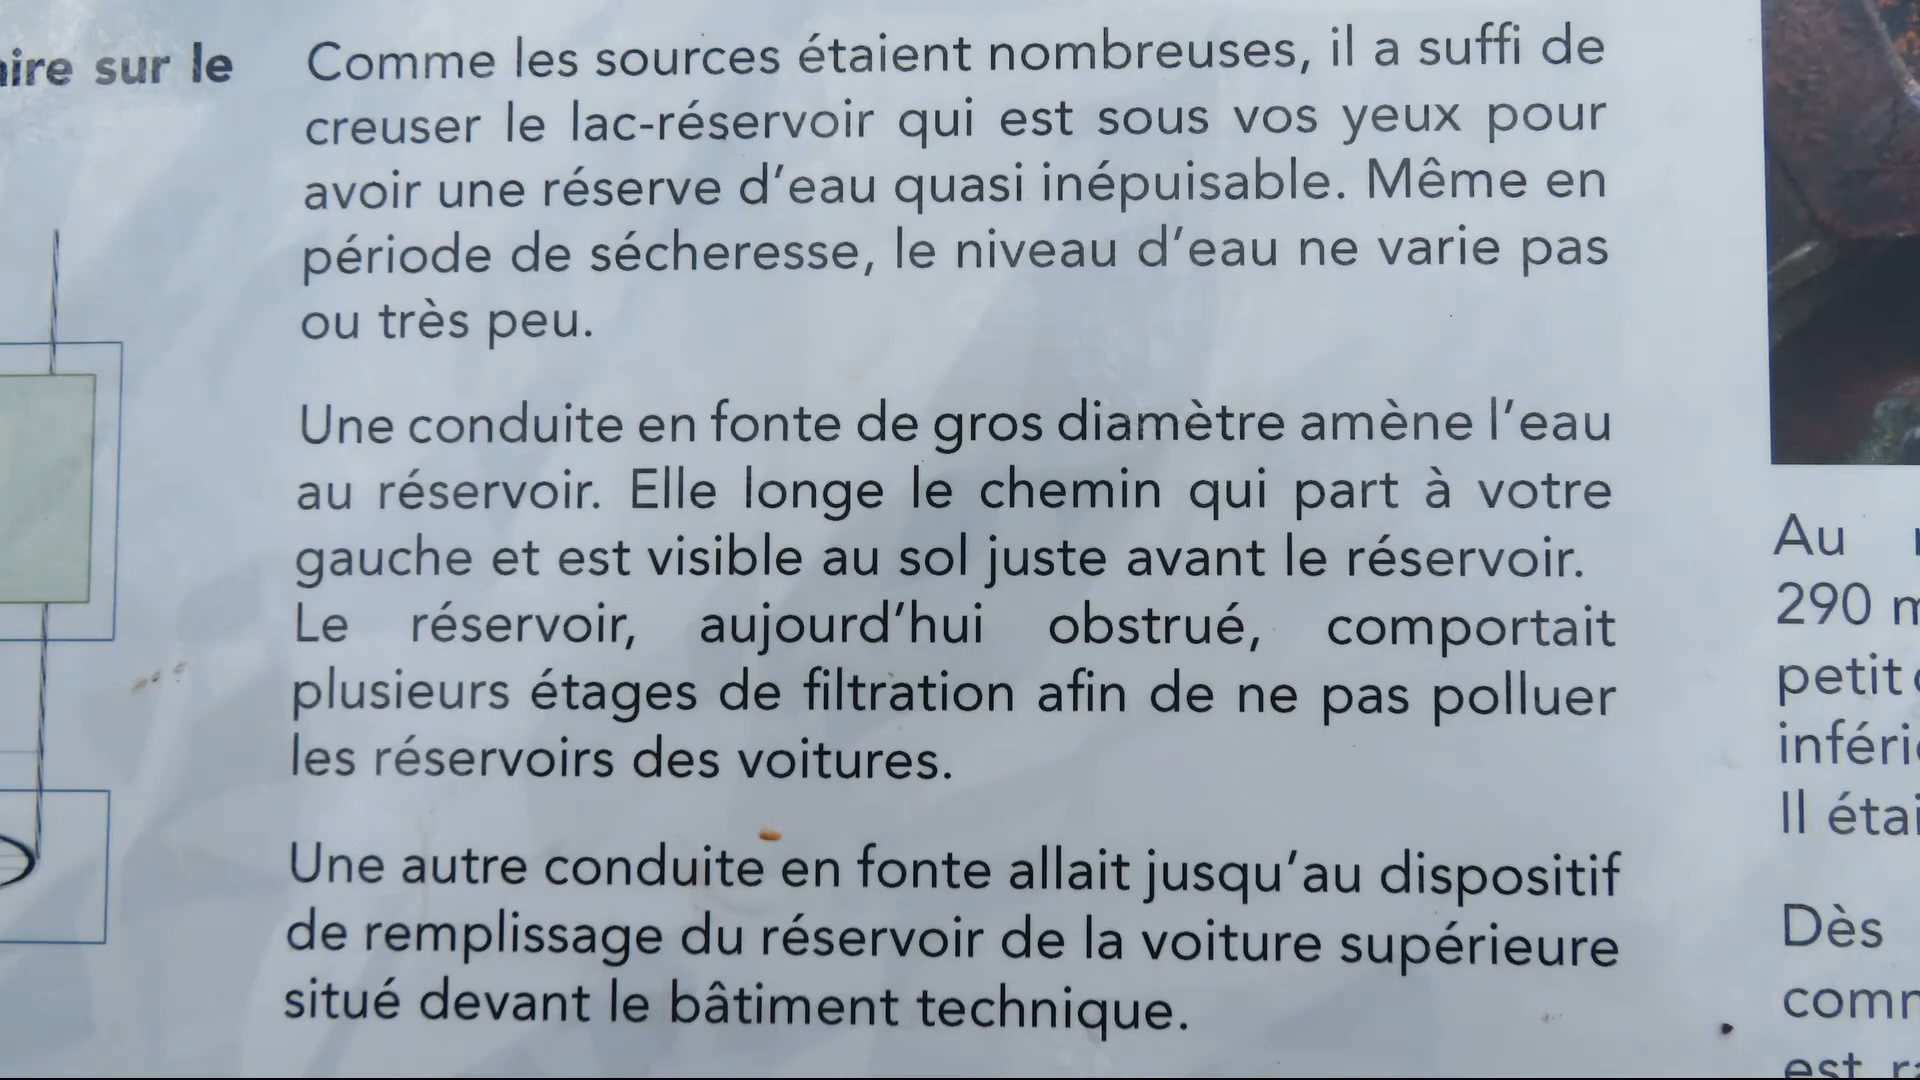 sur le
Comme les sources étaient nombreuses, il a suffi de
creuser le lac-réservoir qui est sous vos yeux pour
avoir une réserve d'eau quasi inépuisable. Même en
période de sécheresse, le niveau d'eau ne varie pas
ou très peu.
Une conduite en fonte de gros diamètre amène l'eau
au réservoir. Elle longe le chemin qui part à votre
gauche et est visible au sol juste avant le réservoir.
Le réservoir, aujourd'hui obstrué, comportait
plusieurs étages de filtration afin de ne pas polluer
les réservoirs des voitures.
Une autre conduite en fonte allait jusqu'au dispositif
de remplissage du réservoir de la voiture supérieure
situé devant le bâtiment technique.
Au
290
petit
Il
Dès
est